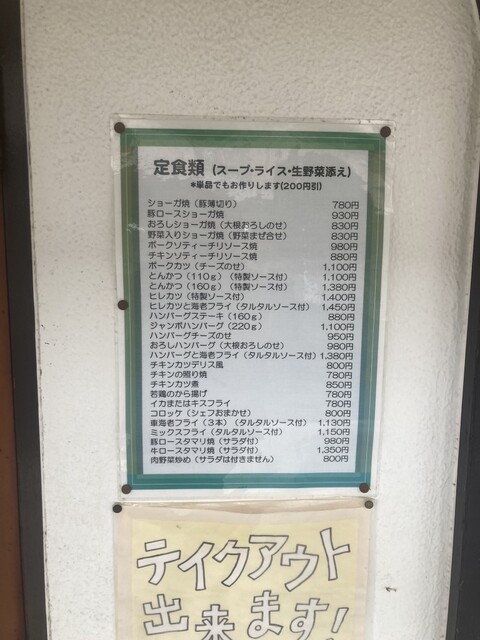 定食類 (スープ・ライス・生野菜添え)
*単品でもお作りします(200円引)
ショーガ焼(豚薄切り) 780円
豚ロースショーガ焼 930円
おろしショーガ焼(大根おろしのせ) 830円
野菜入りショーガ焼(野菜まぜ合せ) 830円
ポークソティーチリソース焼 980円
チキンソティーチリソース焼 880円
ポークカツ(チーズのせ) 1,100円
とんかつ(110g)(特製ソース付) 1,100円
とんかつ(160g)(特製ソース付) 1,380円
ヒレカツ(特製ソース付) 1,400円
ヒレカツと海老フライ(タルタルソース付) 1,450円
ハンバーグステーキ(160g) 880円
ジャンボハンバーグ(220g) 1,100円
ハンバーグチーズのせ 950円
おろしハンバーグ(大根おろしのせ) 980円
ハンバーグと海老フライ(タルタルソース付) 1,380円
チキンカツデリス風 800円
チキンの照り焼 780円
チキンカツ煮 850円
若鶏のから揚げ 780円
イカまたはキスフライ 780円
コロッケ(シェフおまかせ) 800円
車海老フライ(3本)(タルタルソース付) 1,130円
ミックスフライ(タルタルソース付) 1,150円
豚ロースタマリ焼(サラダ付) 980円
牛ロースタマリ焼(サラダ付) 1,350円
肉野菜炒め(サラダは付きません) 800円
テイクアウト
出来ます!